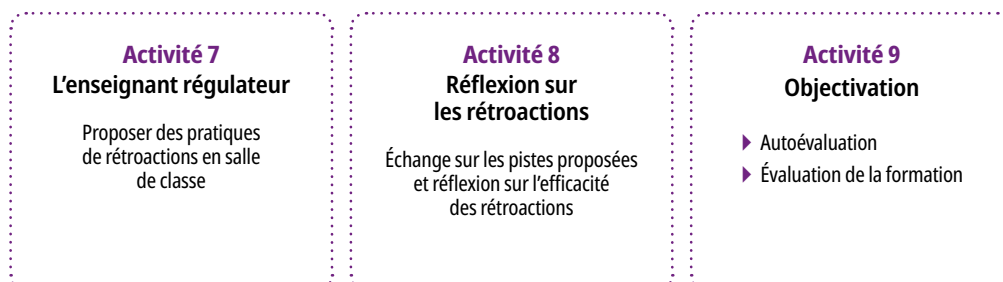 Activité 7
L'enseignant régulateur
Proposer des pratiques
de rétroactions en salle
de classe
Activité 8
Réflexion sur
les rétroactions
Échange sur les pistes proposées
et réflexion sur l'efficacité
des rétroactions
Activité 9
Objectivation
Autoévaluation
Évaluation de la formation